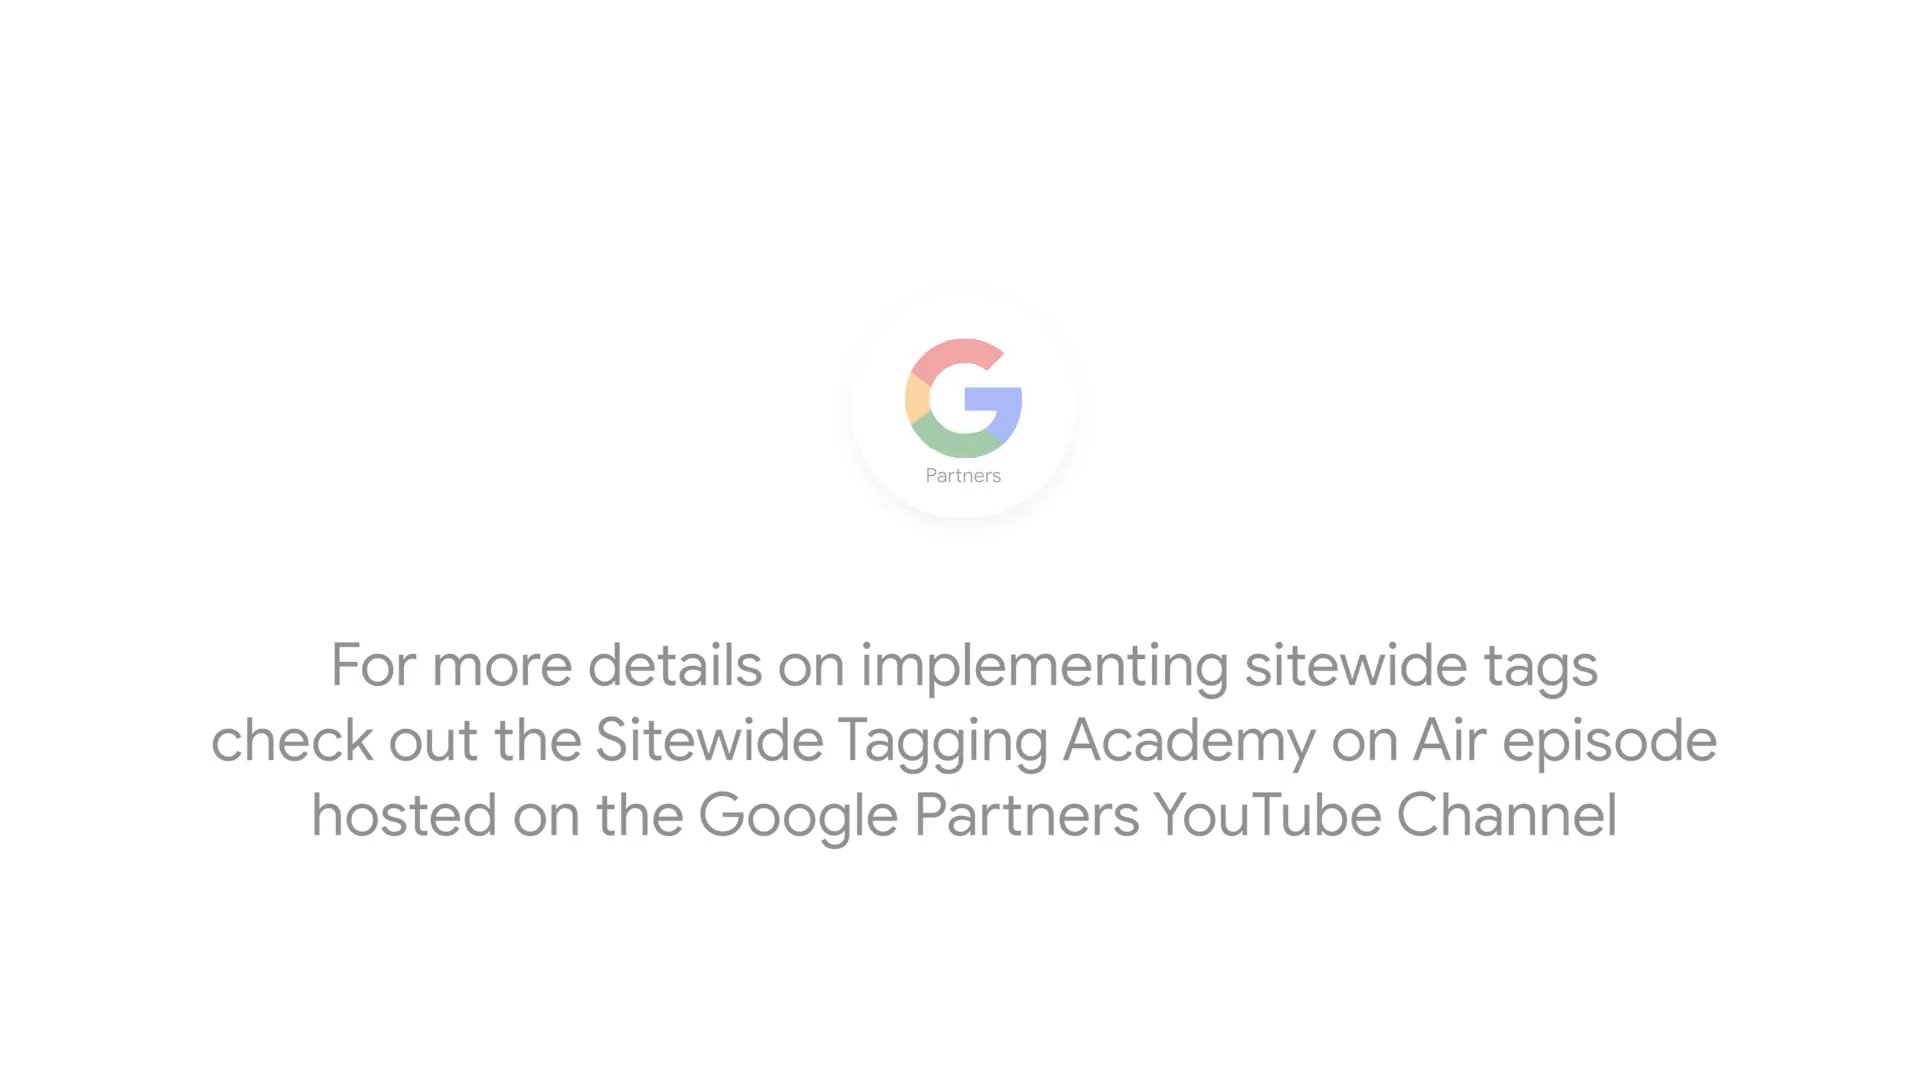 Partners
For more details on implementing sitewide tags
check out the Sitewide Tagging Academy on Air episode
hosted on the Google Partners YouTube Channel